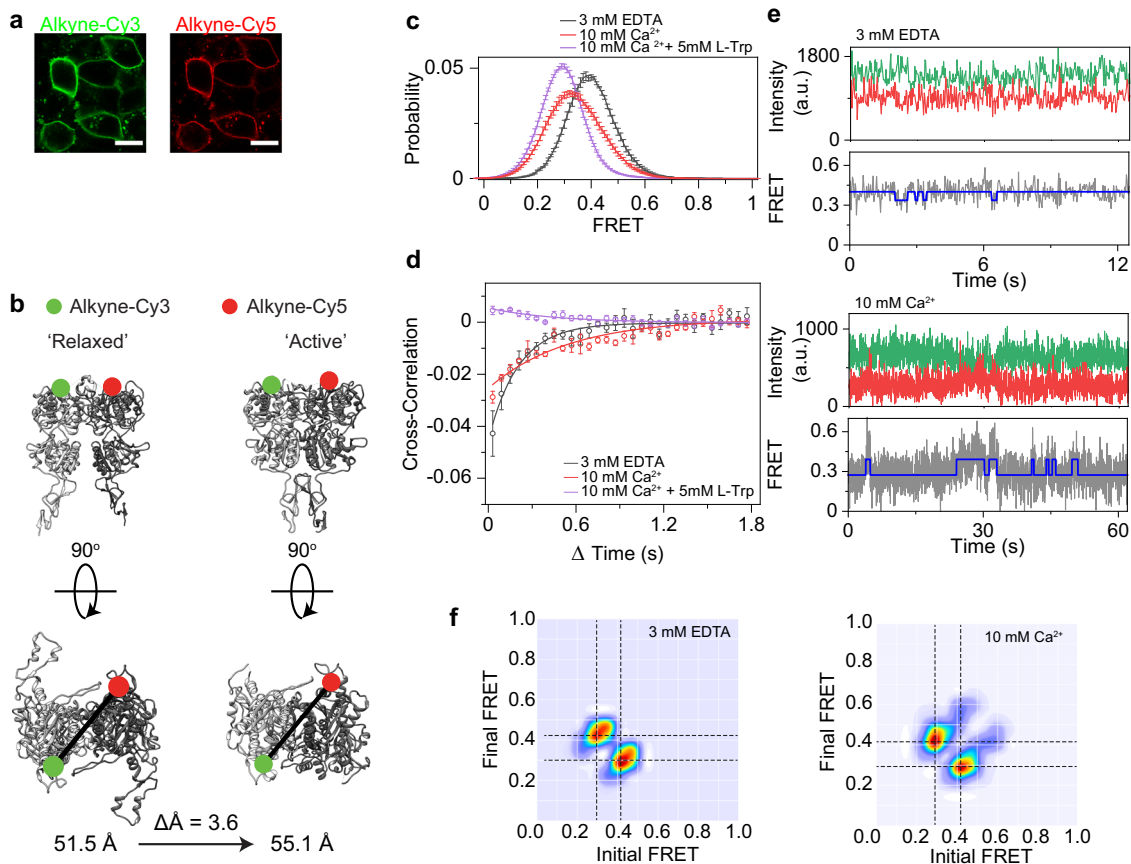 a
Alkyne-Cy3
Alkyne-Cy5
b
Alkyne-Cy3
Alkyne-Cy5
'Relaxed'
'Active'
90°
90°
51.5 Å
ΔÅ = 3.6
55.1 Å
c
3 mM EDTA
10 mM Ca²⁺
10 mM Ca ²⁺+ 5mM L-Trp
Probability
0.05
0
0
0.2
0.4
0.6
0.8
1
FRET
d
Cross-Correlation
0
-0.02
-0.04
-0.06
3 mM EDTA
10 mM Ca²⁺
10 mM Ca²⁺ + 5mM L-Trp
0
0.6
1.2
1.8
Δ Time (s)
e
3 mM EDTA
Intensity
(a.u.)
1800
0
FRET
0.6
0.3
0
0
6
12
Time (s)
10 mM Ca²⁺
Intensity
(a.u.)
1000
0
FRET
0.6
0.3
0
0
30
60
Time (s)
f
3 mM EDTA
Final FRET
1.0
0.8
0.6
0.4
0.2
0.0
0.2
0.4
0.6
0.8
1.0
Initial FRET
10 mM Ca²⁺
Final FRET
1.0
0.8
0.6
0.4
0.2
0.0
0.2
0.4
0.6
0.8
1.0
Initial FRET